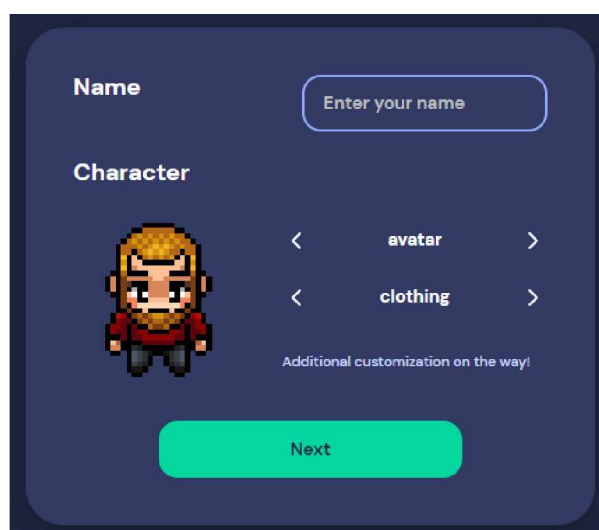 Name
Enter your name
Character
avatar
clothing
Additional customization on the way!
Next